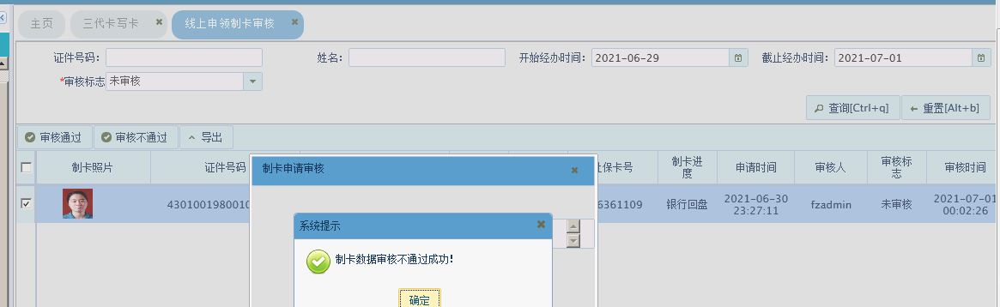 主页 三代卡写卡 线上申领制卡审核
证件号码： 姓名： 开始经办时间： 2021-06-29 截止经办时间： 2021-07-01
*审核标志 未审核
查询[Ctrl+q] 重置[Alt+b]
审核通过 审核不通过 导出
制卡照片 证件号码 社保卡号 制卡进度 申请时间 审核人 审核标志 审核时间
4301001980010 6361109 银行回盘 2021-06-30 23:27:11 fzadmin 未审核 2021-07-01 00:02:26
制卡申请审核
系统提示
制卡数据审核不通过成功!
确定